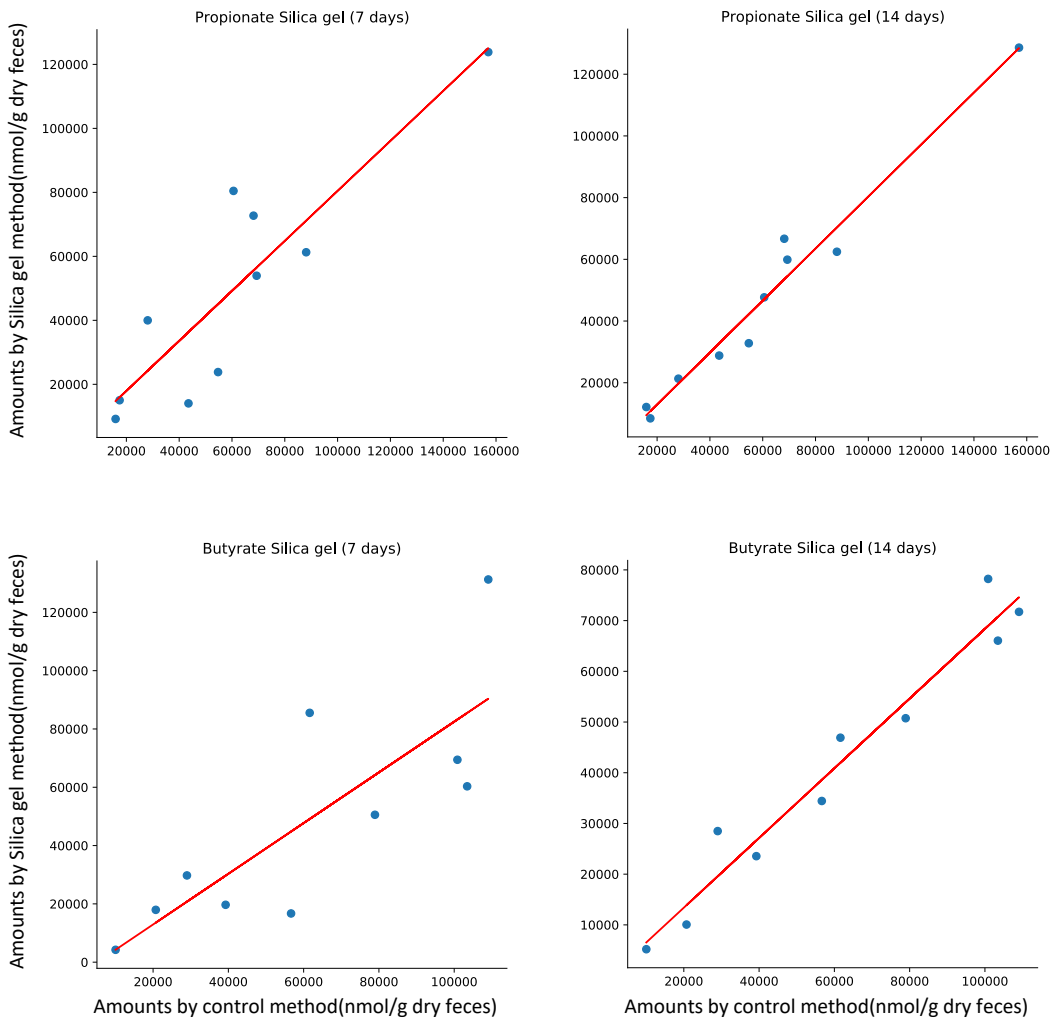 Propionate Silica gel (7 days)
Propionate Silica gel (14 days)
Amounts by Silica gel method(nmol/g dry feces)
120000
100000
80000
60000
40000
20000
20000 40000 60000 80000 100000 120000 140000 160000
120000
100000
80000
60000
40000
20000
20000 40000 60000 80000 100000 120000 140000 160000
Butyrate Silica gel (7 days)
Butyrate Silica gel (14 days)
Amounts by Silica gel method(nmol/g dry feces)
120000
100000
80000
60000
40000
20000
0
20000 40000 60000 80000 100000
80000
70000
60000
50000
40000
30000
20000
10000
20000 40000 60000 80000 100000
Amounts by control method(nmol/g dry feces)
Amounts by control method(nmol/g dry feces)